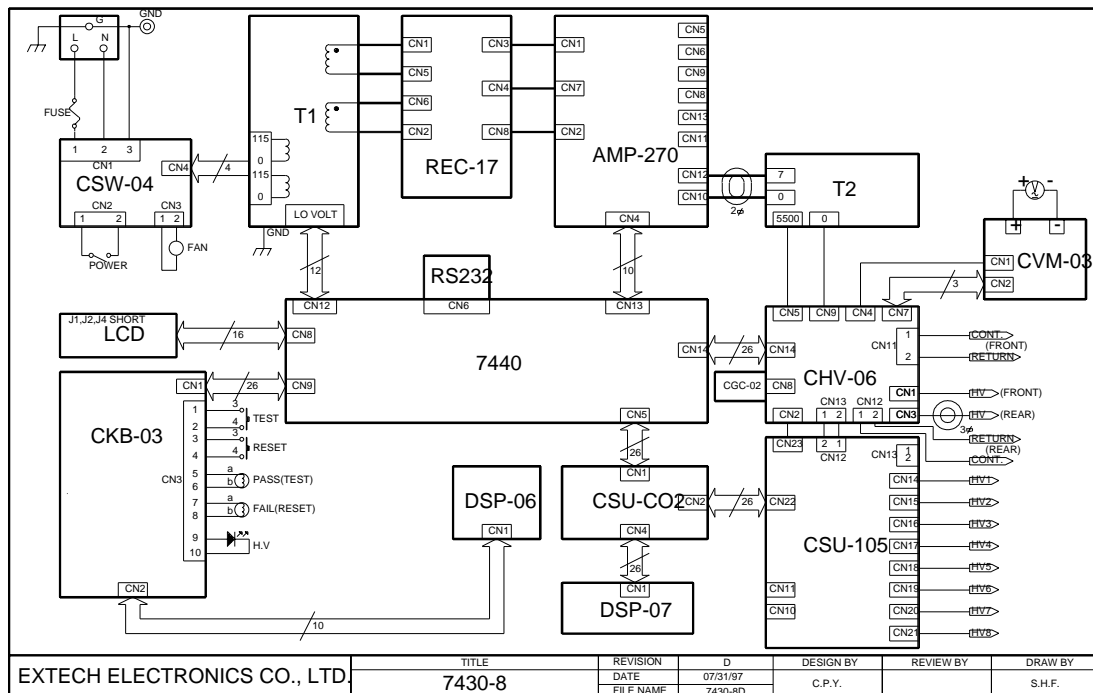 G
GND
L
N
FUSE
1 2 3
CN1
CN4
CSW-04
CN2
1 2
CN3
1 2
FAN
POWER
4
115
0
115
0
T1
LO VOLT
GND
12
CN1
CN5
CN6
CN2
CN3
CN4
CN8
REC-17
CN1
CN7
CN2
AMP-270
CN5
CN6
CN9
CN8
CN13
CN11
CN12
CN10
CN4
10
2ø
7
0
T2
5500
0
+ V -
+ -
CVM-03
CN1
CN2
3
RS232
CN6
CN12
CN13
J1,J2,J4 SHORT
LCD
16
CN8
7440
CN14
26
CN9
CN5
CN5
CN9
CN4
CN7
CN14
CHV-06
CN11
1
2
CONT.
(FRONT)
RETURN
CGC-02
CN8
CN1
HV
(FRONT)
CN3
HV
(REAR)
3ø
CN2
CN13
1 2
CN12
1 2
RETURN
(REAR)
CONT.
CKB-03
CN1
26
CN3
1
2
3
4
5
6
7
8
9
10
3
4
TEST
3
4
RESET
a
b
PASS(TEST)
a
b
FAIL(RESET)
H.V
CN2
10
DSP-06
CN1
26
CN1
CSU-CO2
CN2
26
CN4
26
CN1
DSP-07
CN23
2 1
CN12
CN13
1
2
CN22
CSU-105
CN11
CN10
CN14
HV1
CN15
HV2
CN16
HV3
CN17
HV4
CN18
HV5
CN19
HV6
CN20
HV7
CN21
HV8
EXTECH ELECTRONICS CO., LTD.
TITLE
7430-8
REVISION
D
DATE
07/31/97
FILE NAME
7430-8D
DESIGN BY
C.P.Y.
REVIEW BY
DRAW BY
S.H.F.